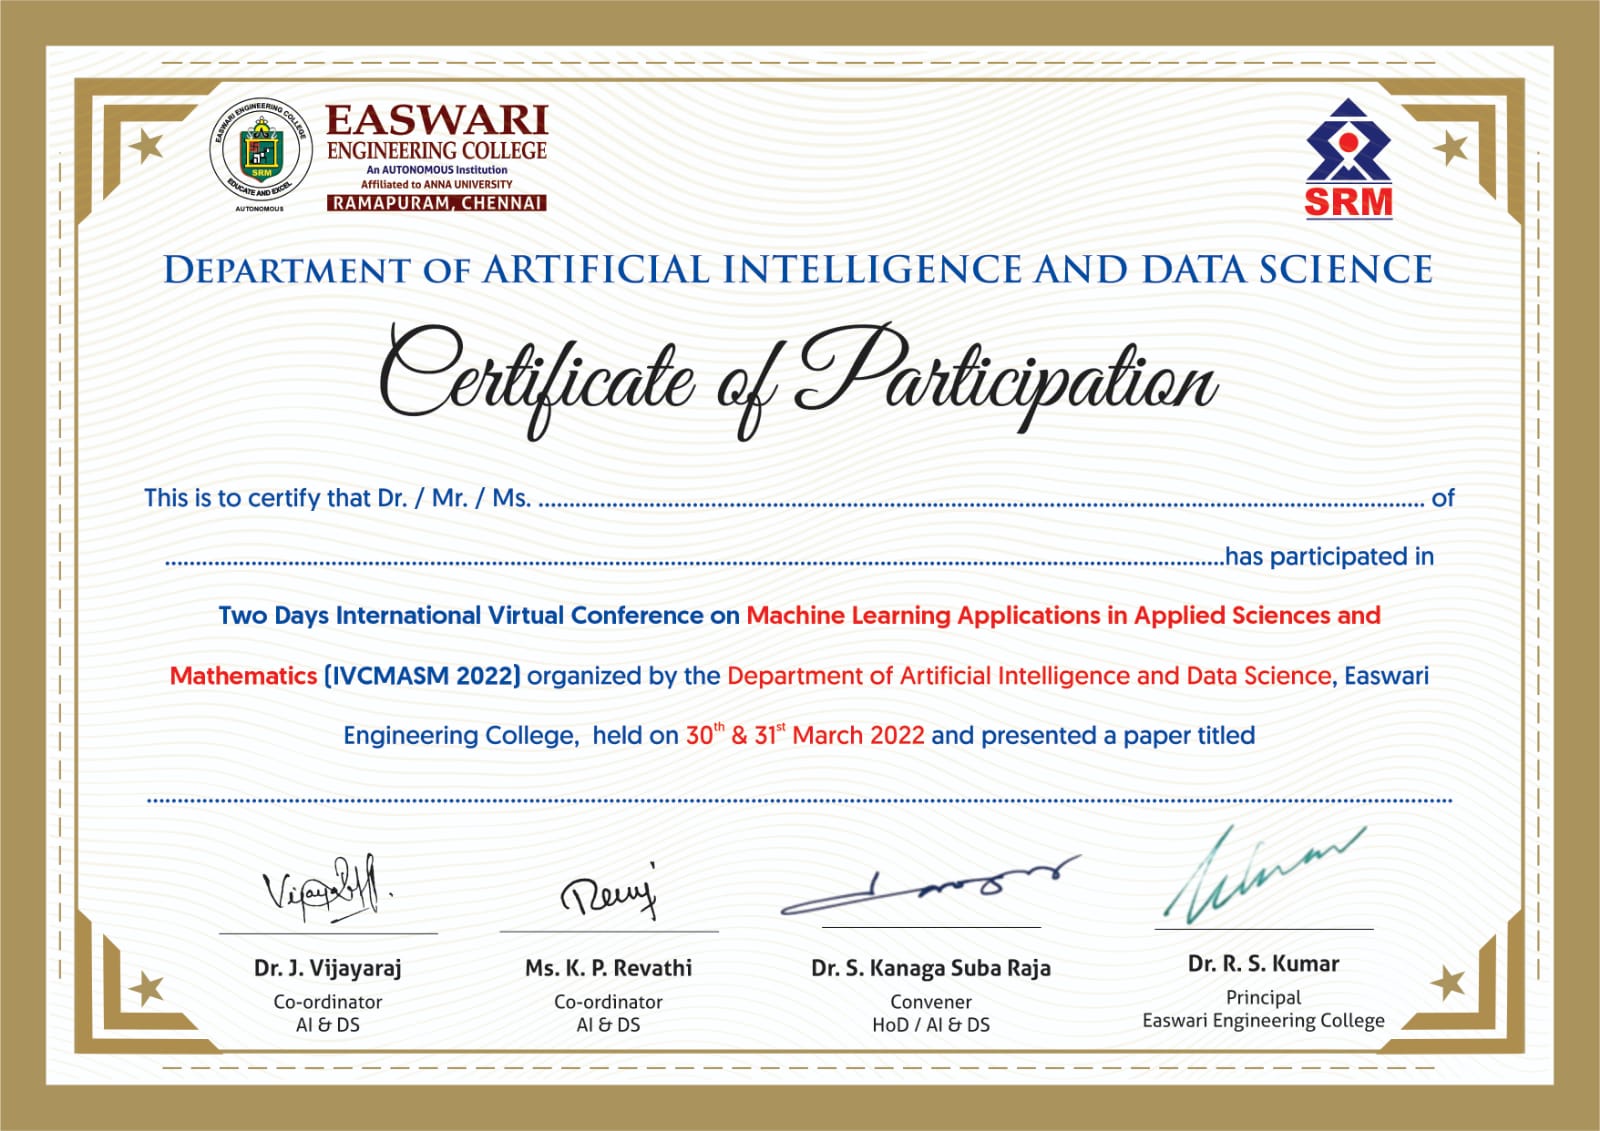 EASWARI ENGINEERING COLLEGE
SRM
EDUCATE AND EXCEL
AUTONOMOUS
EASWARI
ENGINEERING COLLEGE
An AUTONOMOUS Institution
Affiliated to ANNA UNIVERSITY
RAMAPURAM, CHENNAI
SRM
DEPARTMENT OF ARTIFICIAL INTELLIGENCE AND DATA SCIENCE
Certificate of Participation
This is to certify that Dr. / Mr. / Ms. ........................................ of
........................................has participated in
Two Days International Virtual Conference on Machine Learning Applications in Applied Sciences and
Mathematics (IVCMASM 2022) organized by the Department of Artificial Intelligence and Data Science, Easwari
Engineering College, held on 30th & 31st March 2022 and presented a paper titled
........................................
Dr. J. Vijayaraj
Co-ordinator
AI & DS
Ms. K. P. Revathi
Co-ordinator
AI & DS
Dr. S. Kanaga Suba Raja
Convener
HoD / AI & DS
Dr. R. S. Kumar
Principal
Easwari Engineering College